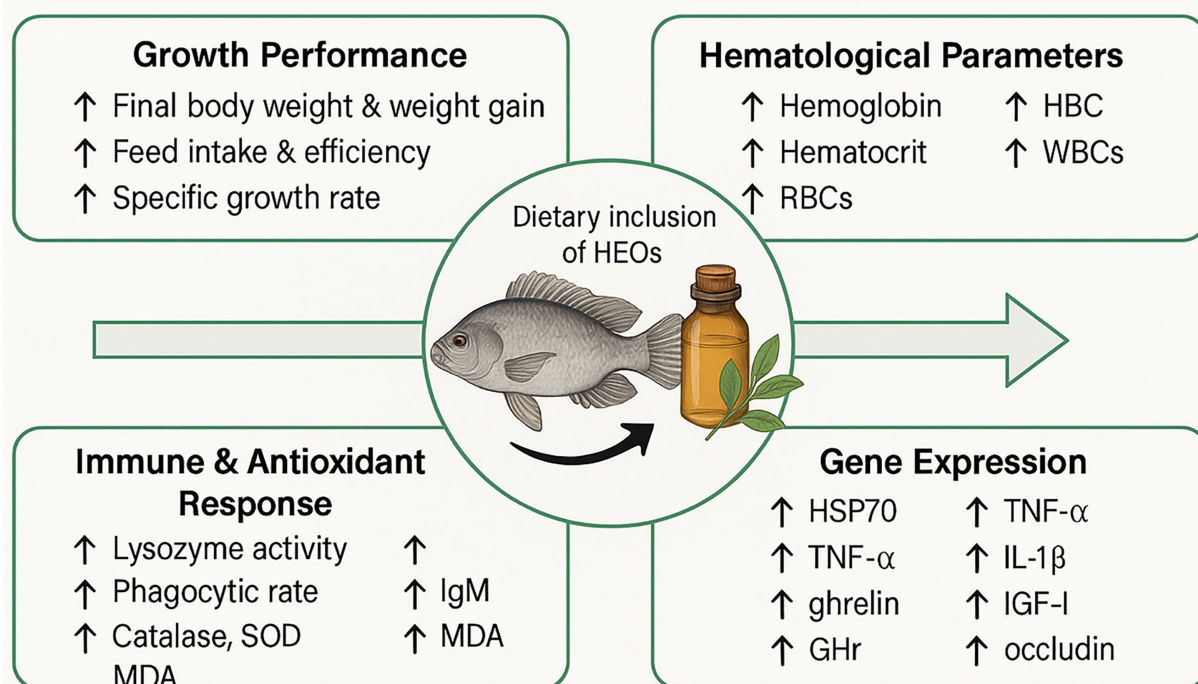 Growth Performance
↑ Final body weight & weight gain
↑ Feed intake & efficiency
↑ Specific growth rate
Hematological Parameters
↑ Hemoglobin ↑ HBC
↑ Hematocrit ↑ WBCs
↑ RBCs
Dietary inclusion
of HEOs
Immune & Antioxidant
Response
↑ Lysozyme activity ↑
↑ Phagocytic rate ↑ IgM
↑ Catalase, SOD ↑ MDA
MDA
Gene Expression
↑ HSP70 ↑ TNF-α
↑ TNF-α ↑ IL-1β
↑ ghrelin ↑ IGF-I
↑ GHr ↑ occludin